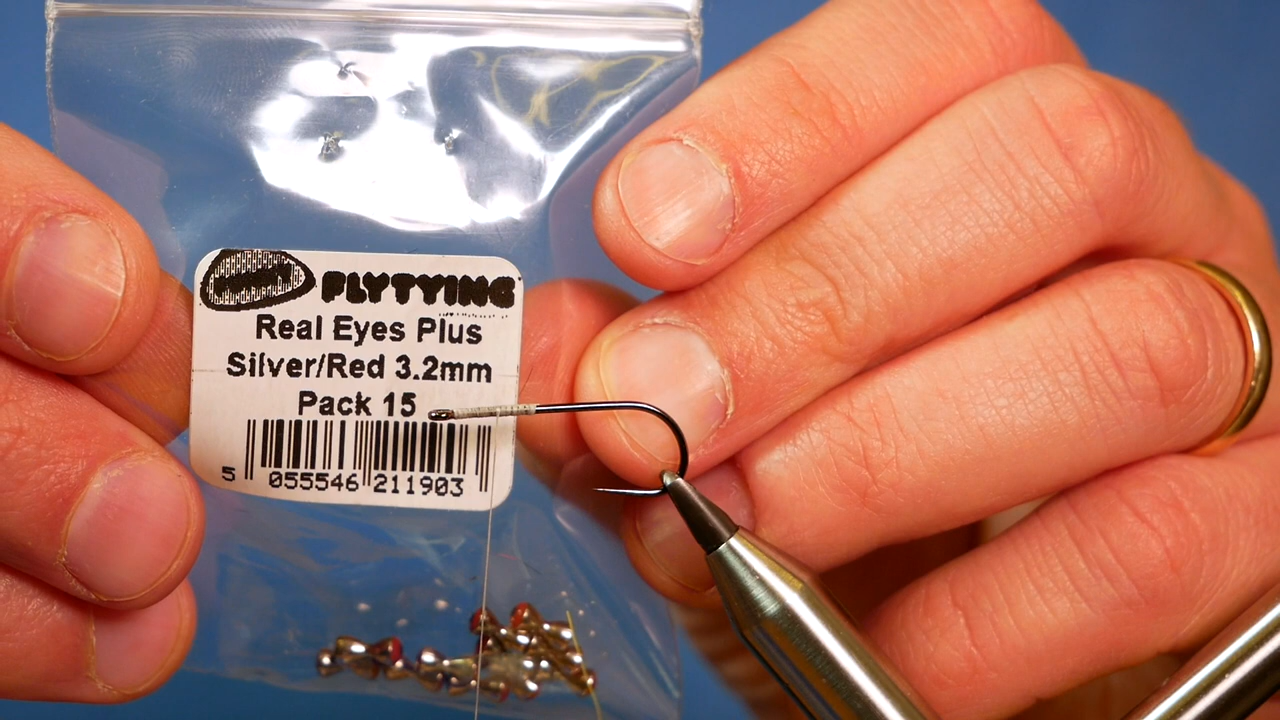 FLYTYING
Real Eyes Plus
Silver/Red 3.2mm
Pack 15
5 055546 211903